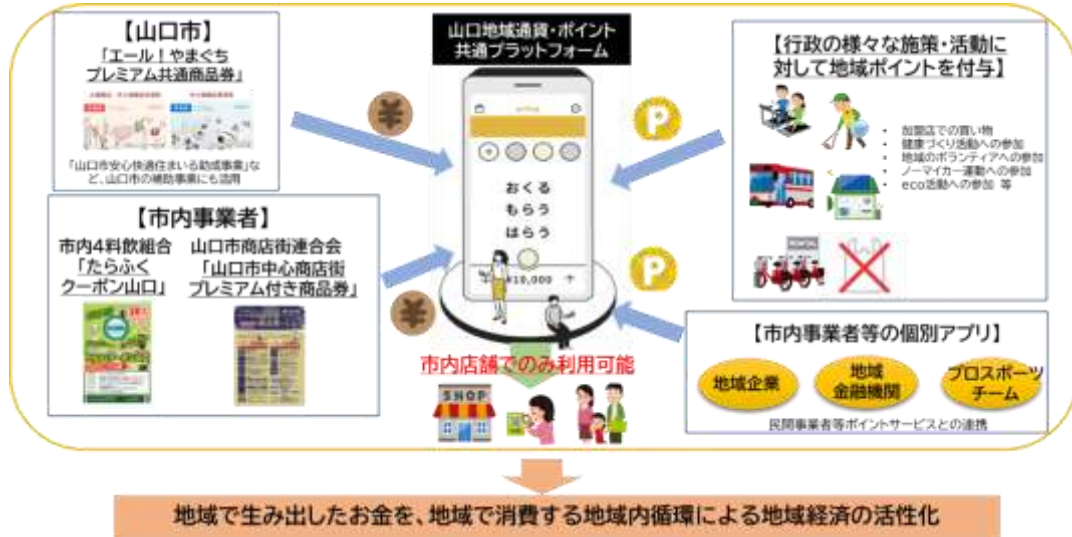 【山口市】
「エール！やまぐち
プレミアム共通商品券」
「山口市安心快適住まいる助成事業」な
ど、山口市の補助事業にも活用
【市内事業者】
市内4料飲組合
「たらふく
クーポン山口」
山口市商店街連合会
「山口市中心商店街
プレミアム付き商品券」
山口地域通貨・ポイント
共通プラットフォーム
¥
P
おくる
もらう
はらう
¥10,000
¥
P
市内店舗でのみ利用可能
SHOP
【行政の様々な施策・活動に
対して地域ポイントを付与】
• 加盟店での買い物
• 健康づくり活動への参加
• 地域のボランティアへの参加
• ノーマイカー運動への参加
• eco活動への参加 等
【市内事業者等の個別アプリ】
地域企業
地域
金融機関
プロスポーツ
チーム
民間事業者等ポイントサービスとの連携
地域で生み出したお金を、地域で消費する地域内循環による地域経済の活性化